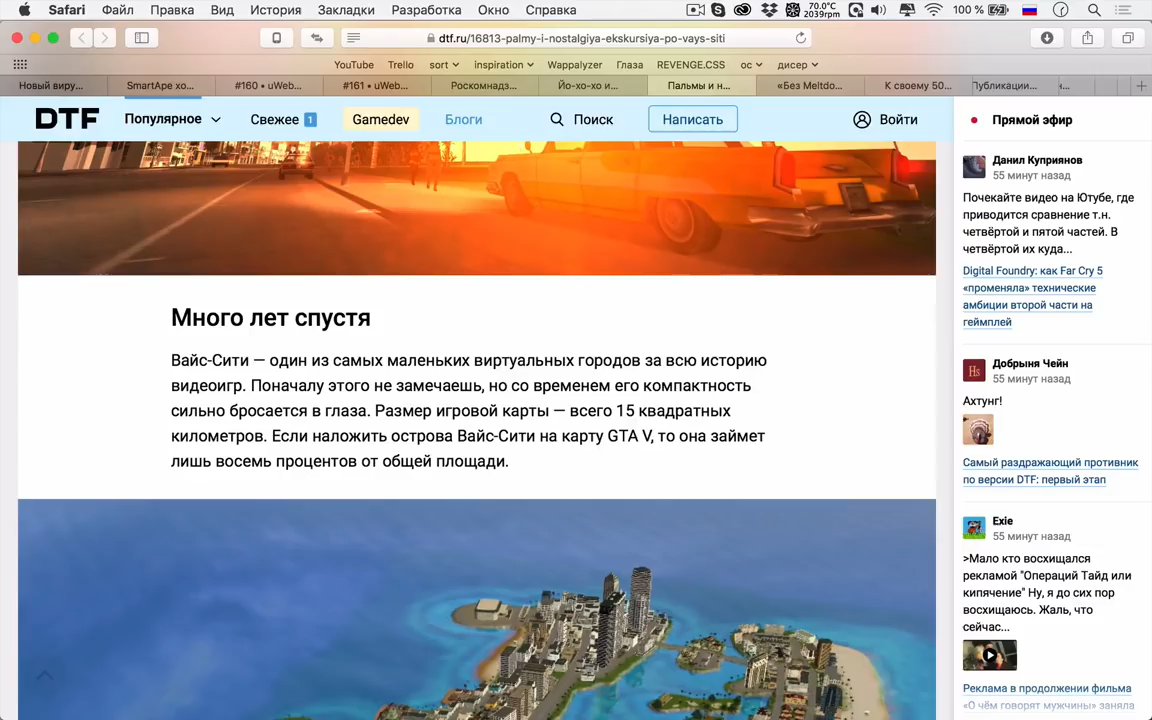 Safari Файл Правка Вид История Закладки Разработка Окно Справка 70.0°C 2039rpm 100 %
dtf.ru/16813-palmy-i-nostalgiya-ekskursiya-po-vays-siti
YouTube Trello sort inspiration Wappalyzer Глаза REVENGE.CSS ос дисер
Новый виру... SmartApe хо... #160 • uWeb... #161 • uWeb... Роскомнадз... Йо-хо-хо и... Пальмы и н... «Без Meltdo... К своему 50... Публикации...
DTF Популярное Свежее 1 Gamedev Блоги Поиск Написать Войти
Много лет спустя
Вайс-Сити — один из самых маленьких виртуальных городов за всю историю
видеоигр. Поначалу этого не замечаешь, но со временем его компактность
сильно бросается в глаза. Размер игровой карты — всего 15 квадратных
километров. Если наложить острова Вайс-Сити на карту GTA V, то она займет
лишь восемь процентов от общей площади.
Прямой эфир
Данил Куприянов
55 минут назад
Почекайте видео на Ютубе, где
приводится сравнение т.н.
четвёртой и пятой частей. В
четвёртой их куда...
Digital Foundry: как Far Cry 5
«променяла» технические
амбиции второй части на
геймплей
Hs
Добрыня Чейн
55 минут назад
Ахтунг!
Самый раздражающий противник
по версии DTF: первый этап
Exie
55 минут назад
>Мало кто восхищался
рекламой "Операций Тайд или
кипячение" Ну, я до сих пор
восхищаюсь. Жаль, что
сейчас...
Реклама в продолжении фильма
«О чём говорят мужчины» заняла